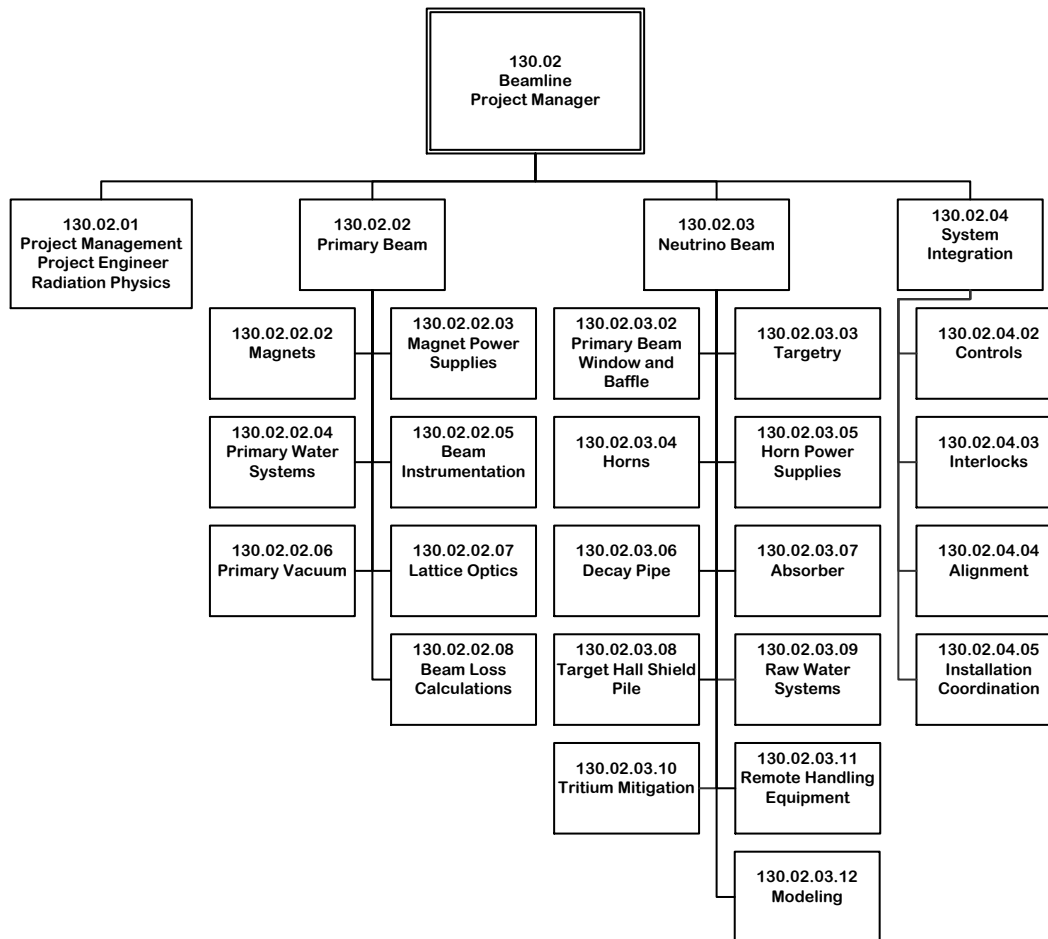 130.02
Beamline
Project Manager
130.02.01
Project Management
Project Engineer
Radiation Physics
130.02.02
Primary Beam
130.02.03
Neutrino Beam
130.02.04
System
Integration
130.02.02.02
Magnets
130.02.02.03
Magnet Power
Supplies
130.02.03.02
Primary Beam
Window and
Baffle
130.02.03.03
Targetry
130.02.04.02
Controls
130.02.02.04
Primary Water
Systems
130.02.02.05
Beam
Instrumentation
130.02.03.04
Horns
130.02.03.05
Horn Power
Supplies
130.02.04.03
Interlocks
130.02.02.06
Primary Vacuum
130.02.02.07
Lattice Optics
130.02.03.06
Decay Pipe
130.02.03.07
Absorber
130.02.04.04
Alignment
130.02.02.08
Beam Loss
Calculations
130.02.03.08
Target Hall Shield
Pile
130.02.03.09
Raw Water
Systems
130.02.04.05
Installation
Coordination
130.02.03.10
Tritium Mitigation
130.02.03.11
Remote Handling
Equipment
130.02.03.12
Modeling